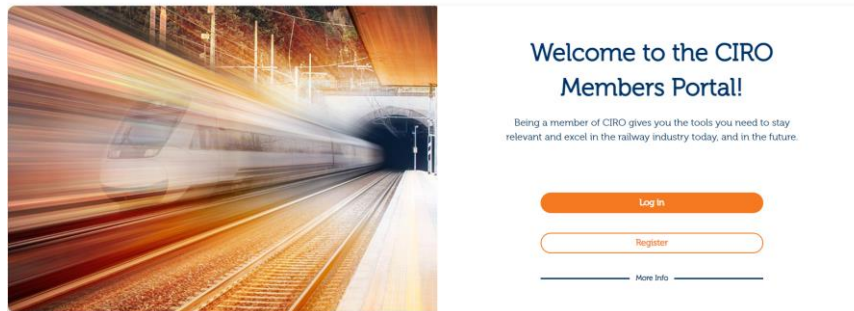 Welcome to the CIRO
Members Portal!
Being a member of CIRO gives you the tools you need to stay
relevant and excel in the railway industry today, and in the future.
Log In
Register
More Info